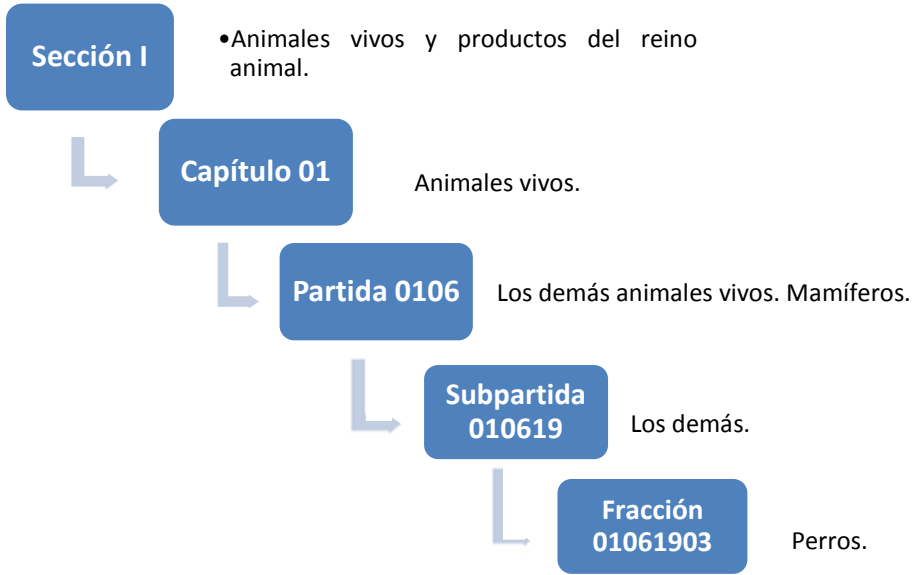 Sección I
•Animales vivos y productos del reino
animal.
Capítulo 01
Animales vivos.
Partida 0106
Los demás animales vivos. Mamíferos.
Subpartida
010619
Los demás.
Fracción
01061903
Perros.